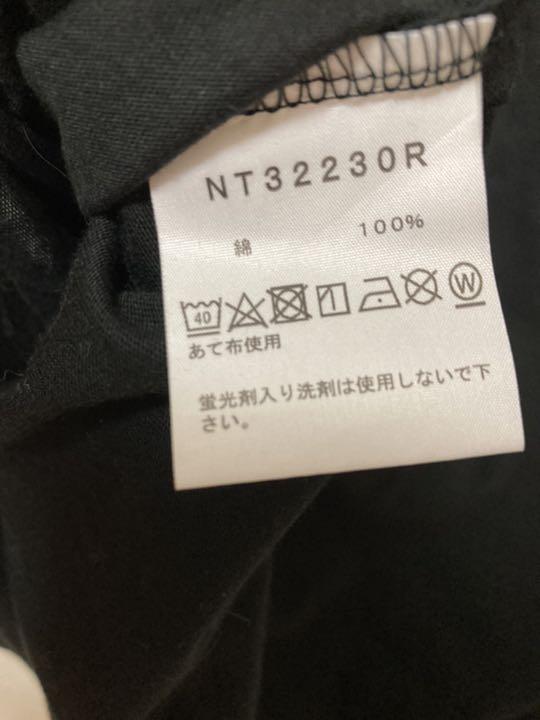 NT32230R
綿 100%
40
W
あて布使用
蛍光剤入り洗剤は使用しないで下
さい。